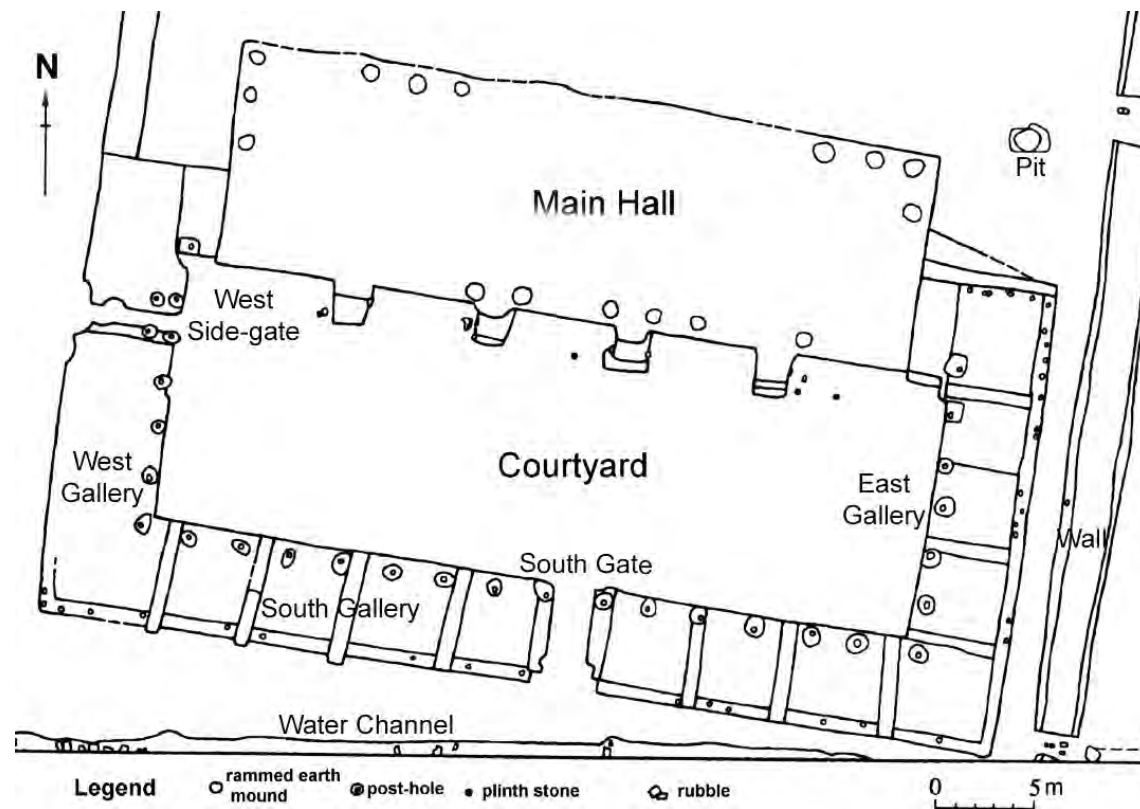 N
Pit
Main Hall
West
Side-gate
West
Gallery
Courtyard
East
Gallery
Wall
South Gate
South Gallery
Water Channel
Legend
rammed earth
mound
post-hole
plinth stone
rubble
0 5 m